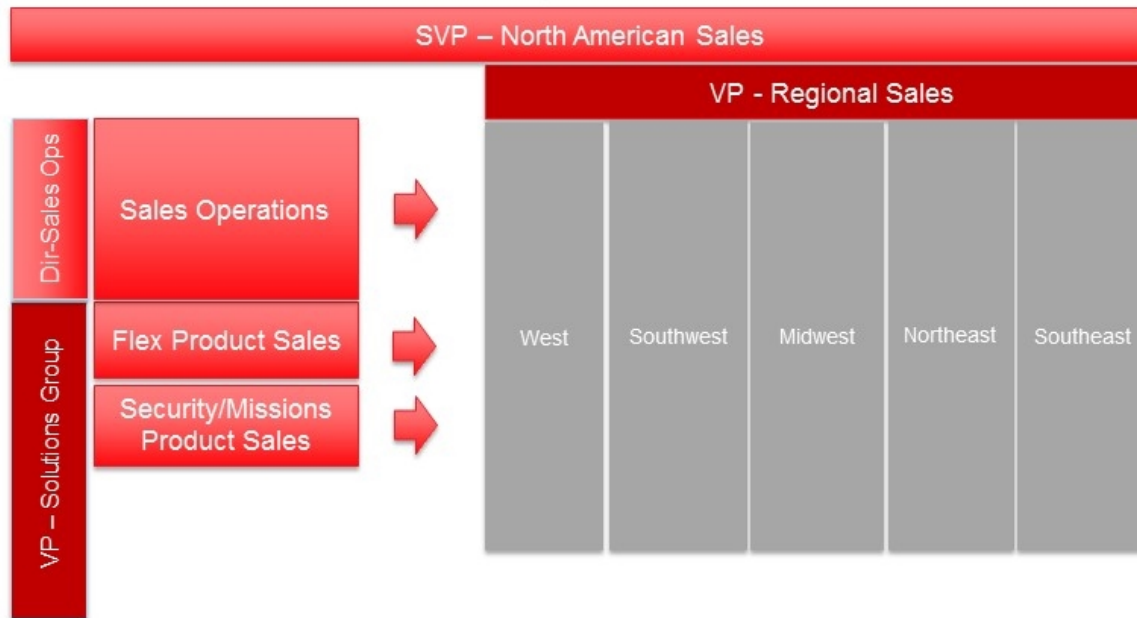 SVP – North American Sales
VP - Regional Sales
Dir-Sales Ops
Sales Operations
VP – Solutions Group
Flex Product Sales
Security/Missions
Product Sales
West
Southwest
Midwest
Northeast
Southeast